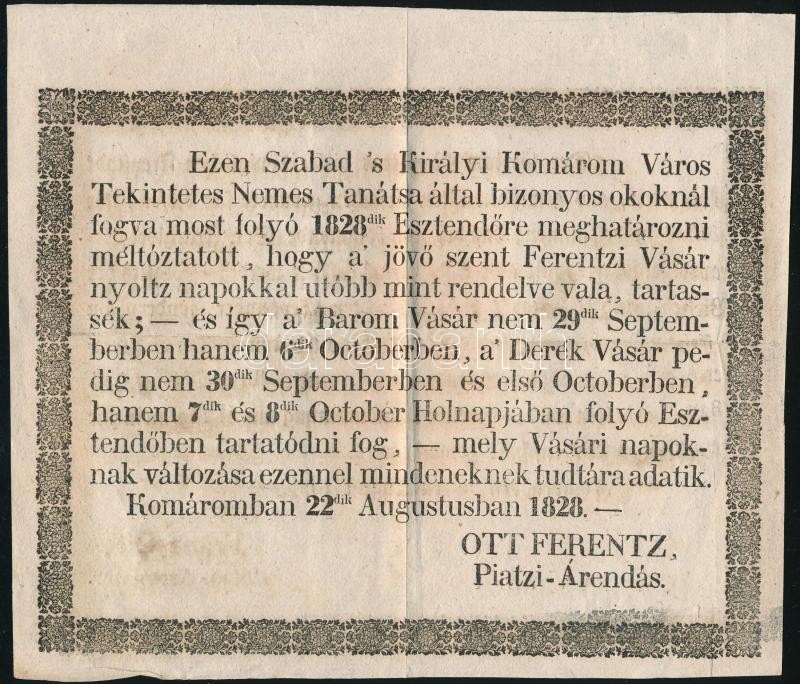 Ezen Szabad 's Királyi Komárom Város
Tekintetes Nemes Tanátsa által bizonyos okoknál
fogva most folyó 1828dik Esztendőre meghatározni
méltóztatott, hogy a' jövő szent Ferentzi Vásár
nyoltz napokkal utóbb mint rendelve vala, tartas-
sék; — és így a' Barom Vásár nem 29dik Septem-
berben hanem 6dik Octoberben, a' Derék Vásár pe-
dig nem 30dik Septemberben és első Octoberben,
hanem 7dik és 8dik October Holnapjában folyó Esz-
tendőben tartatódni fog, — mely Vásári napok-
nak változása ezennel mindeneknek tudtára adatik.
Komáromban 22dik Augustusban 1828. —
OTT FERENTZ,
Piatzi-Árendás.
darabanth